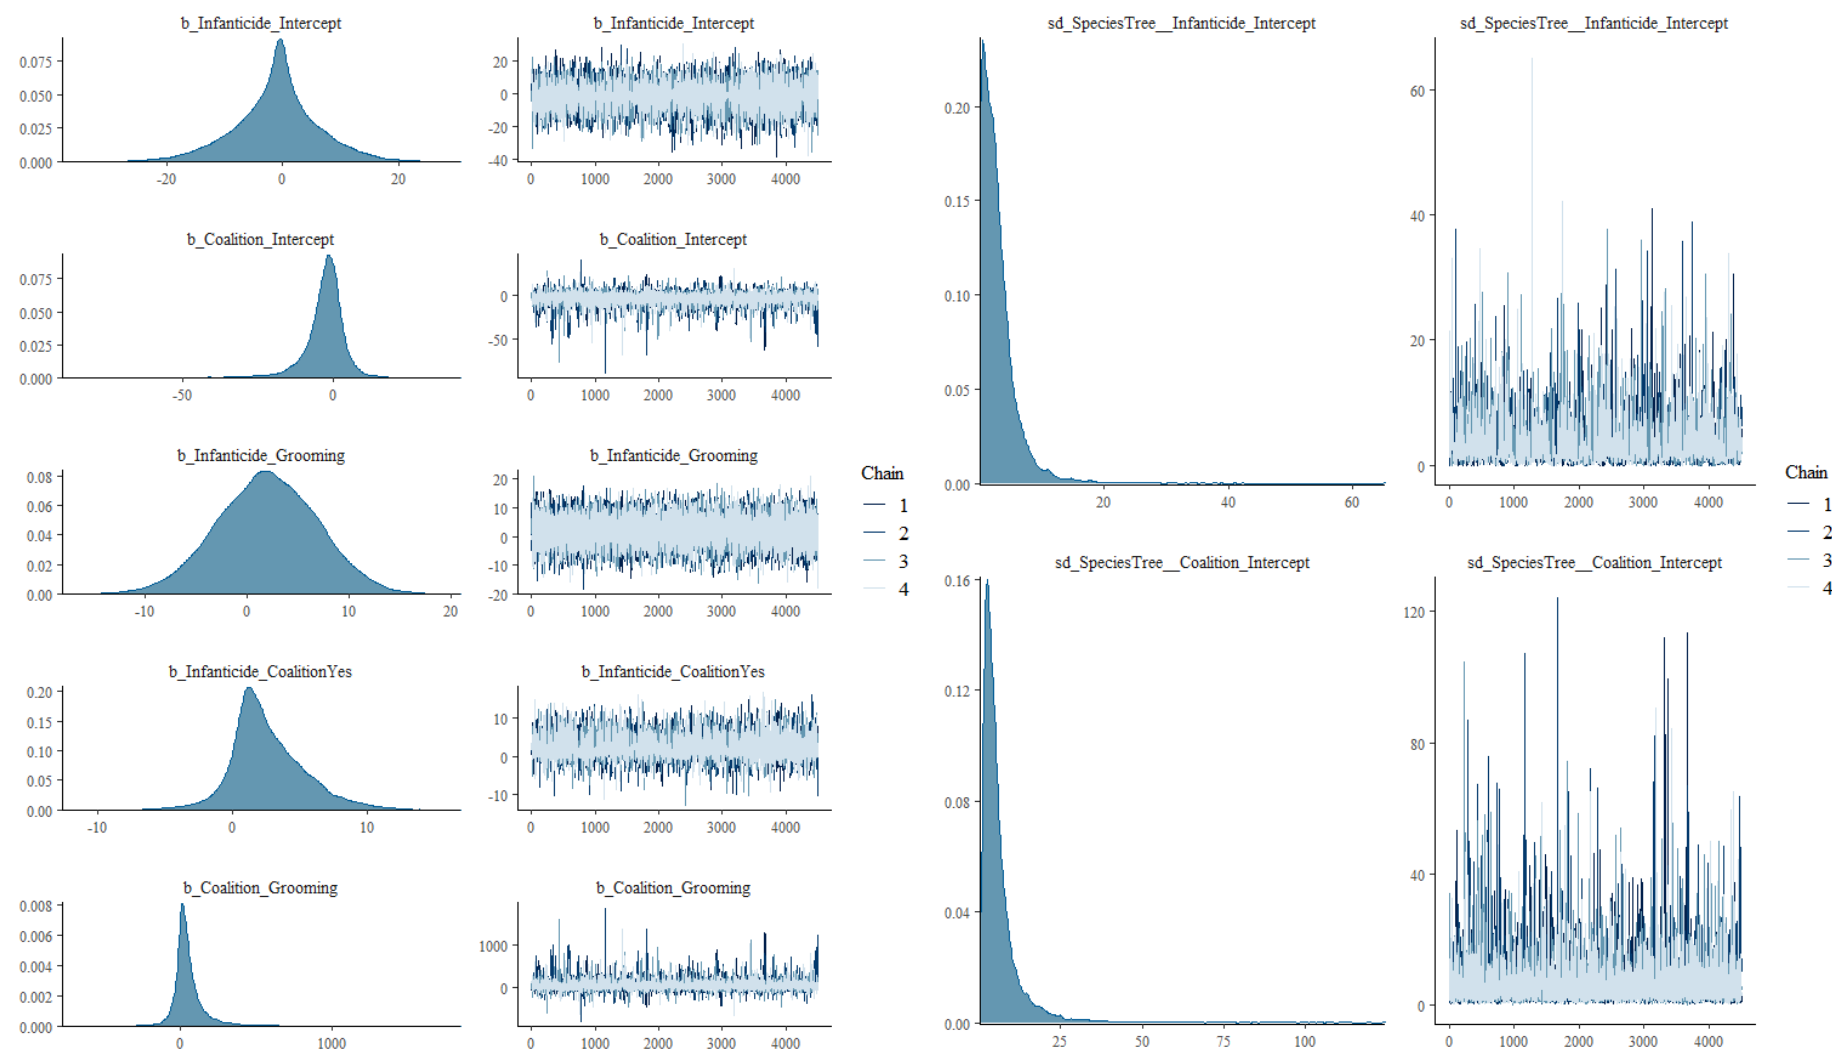 b_Infanticide_Intercept
0.075
0.050
0.025
0.000
-20 0 20
b_Infanticide_Intercept
20
0
-20
-40
0 1000 2000 3000 4000
b_Coalition_Intercept
0.075
0.050
0.025
0.000
-50 0
b_Coalition_Intercept
0
-50
0 1000 2000 3000 4000
b_Infanticide_Grooming
0.08
0.06
0.04
0.02
0.00
-10 0 10 20
b_Infanticide_Grooming
20
10
0
-10
-20
0 1000 2000 3000 4000
b_Infanticide_CoalitionYes
0.20
0.15
0.10
0.05
0.00
-10 0 10
b_Infanticide_CoalitionYes
10
0
-10
0 1000 2000 3000 4000
b_Coalition_Grooming
0.008
0.006
0.004
0.002
0.000
0 1000
b_Coalition_Grooming
1000
0
0 1000 2000 3000 4000
Chain
1
2
3
4
sd_SpeciesTree__Infanticide_Intercept
0.20
0.15
0.10
0.05
0.00
20 40 60
sd_SpeciesTree__Infanticide_Intercept
60
40
20
0
0 1000 2000 3000 4000
sd_SpeciesTree__Coalition_Intercept
0.16
0.12
0.08
0.04
0.00
25 50 75 100
sd_SpeciesTree__Coalition_Intercept
120
80
40
0
0 1000 2000 3000 4000
Chain
1
2
3
4